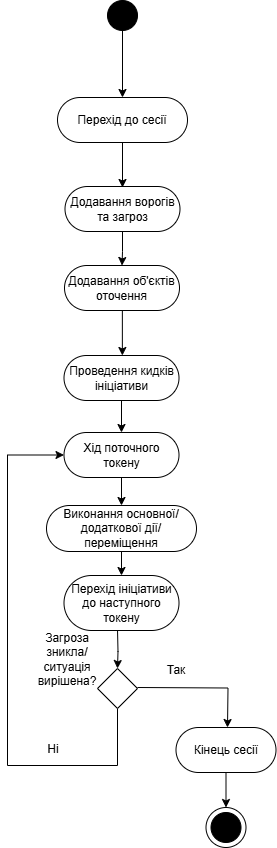 Перехід до сесії
Додавання ворогів
та загроз
Додавання об'єктів
оточення
Проведення кидків
ініціативи
Хід поточного
токену
Виконання основної/
додаткової дії/
переміщення
Перехід ініціативи
до наступного
токену
Загроза
зникла/
ситуація
вирішена?
Так
Ні
Кінець сесії